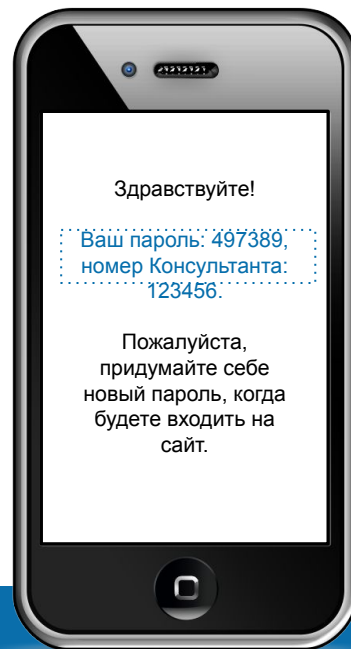 Здравствуйте!
Ваш пароль: 497389,
номер Консультанта:
123456.
Пожалуйста,
придумайте себе
новый пароль, когда
будете входить на
сайт.